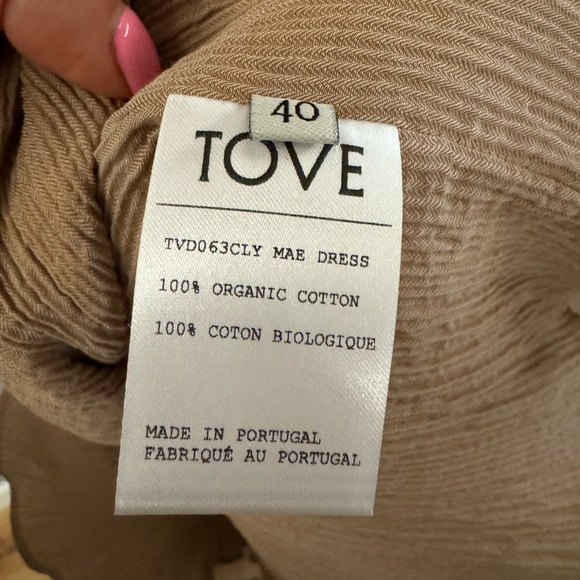 40
TOVE
TVD063CLY MAE DRESS
100% ORGANIC COTTON
100% COTON BIOLOGIQUE
MADE IN PORTUGAL
FABRIQUÉ AU PORTUGAL